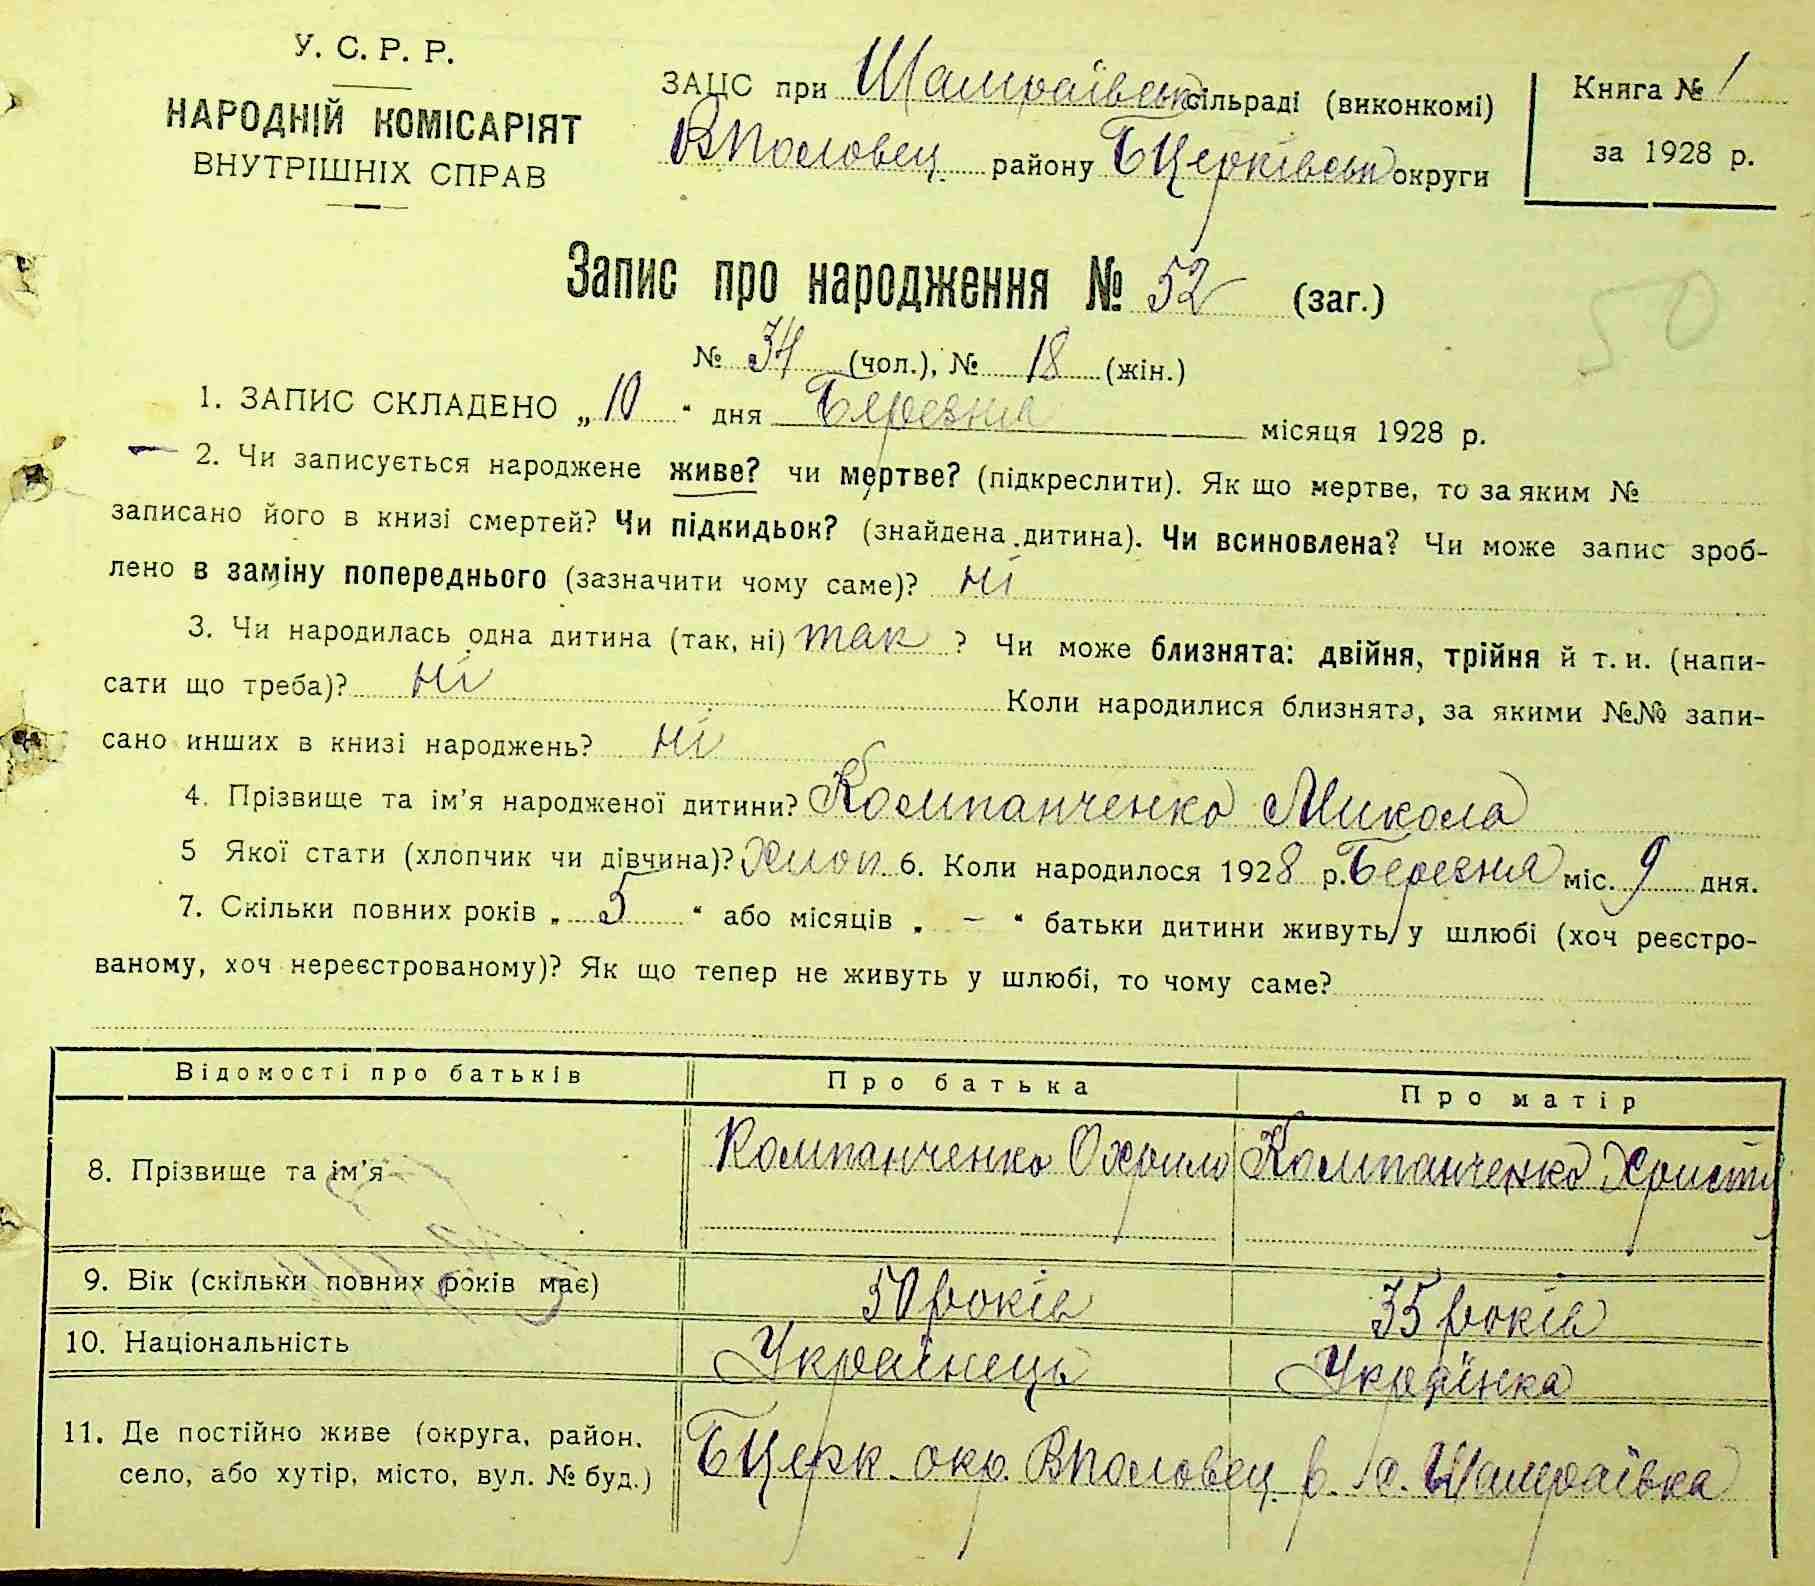 У. С. Р. Р.
НАРОДНІЙ КОМІСАРІЯТ
ВНУТРІШНІХ СПРАВ
ЗАЦС при Шамраївськ сільраді (виконкомі)
ВПоловец. району БЦерківськ округи
Книга № 1
за 1928 р.
Запис про народження № 52 (заг.)
50
№ 34 (чол.), № 18 (жін.)
1. ЗАПИС СКЛАДЕНО „10“ дня Березня місяця 1928 р.
2. Чи записується народжене живе? чи мертве? (підкреслити). Як що мертве, то за яким №
записано його в книзі смертей? Чи підкидьок? (знайдена дитина). Чи всиновлена? Чи може запис зроб-
лено в заміну попереднього (зазначити чому саме)? ні
3. Чи народилась одна дитина (так, ні) так ? Чи може близнята: двійня, трійня й т. и. (напи-
сати що треба)? ні Коли народилися близнята, за якими №№ запи-
сано инших в книзі народжень? ні
4. Прізвище та ім'я народженої дитини? Компанченко Микола
5 Якої стати (хлопчик чи дівчина)? Хлоп. 6. Коли народилося 1928 р. Березня міс. 9 дня.
7. Скільки повних років „ 5 “ або місяців „ - “ батьки дитини живуть у шлюбі (хоч реєстро-
ваному, хоч нереєстрованому)? Як що тепер не живуть у шлюбі, то чому саме?
Відомості про батьків Про батька Про матір
8. Прізвище та ім'я Компанченко Охрим Компанченко Христя
9. Вік (скільки повних років має) 50 років 35 років
10. Національність Українець Українка
11. Де постійно живе (округа, район,
село, або хутір, місто, вул. № буд.) БЦерк. окр. ВПоловец. р. с. Шамраївка